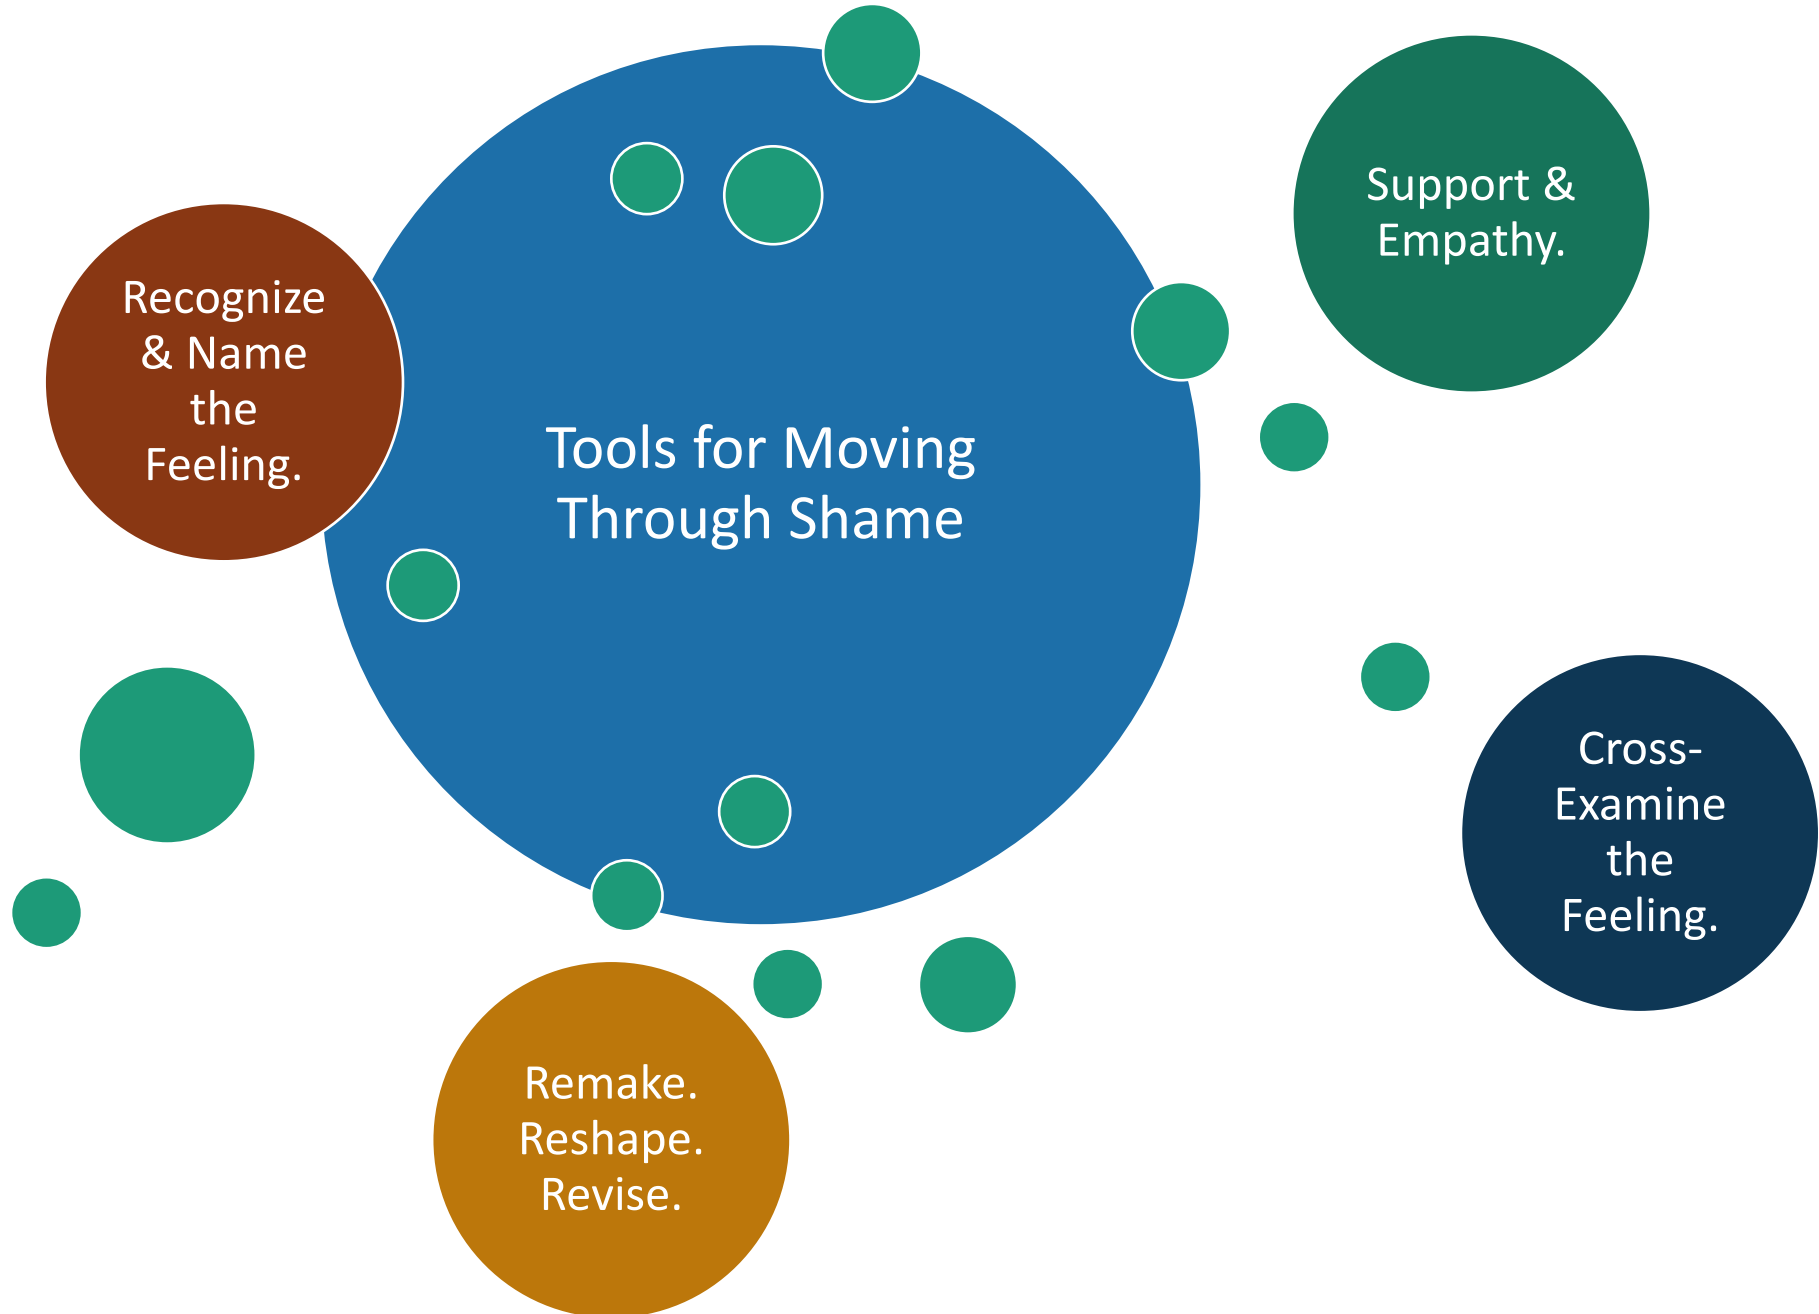 Support &
Empathy.
Recognize
& Name
the
Feeling.
Tools for Moving
Through Shame
Cross-
Examine
the
Feeling.
Remake.
Reshape.
Revise.